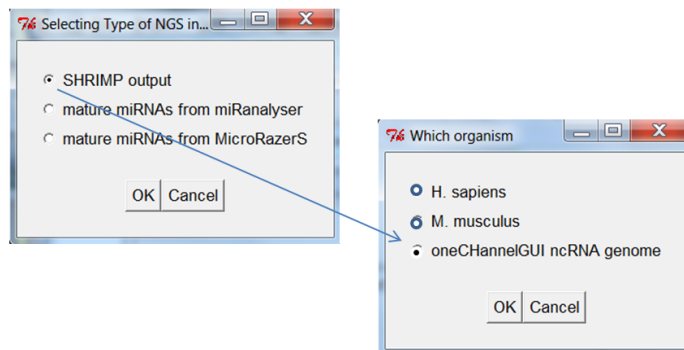 Selecting Type of NGS in...
SHRIMP output
mature miRNAs from miRanalyser
mature miRNAs from MicroRazerS
OK Cancel
Which organism
H. sapiens
M. musculus
oneCHannelGUI ncRNA genome
OK Cancel